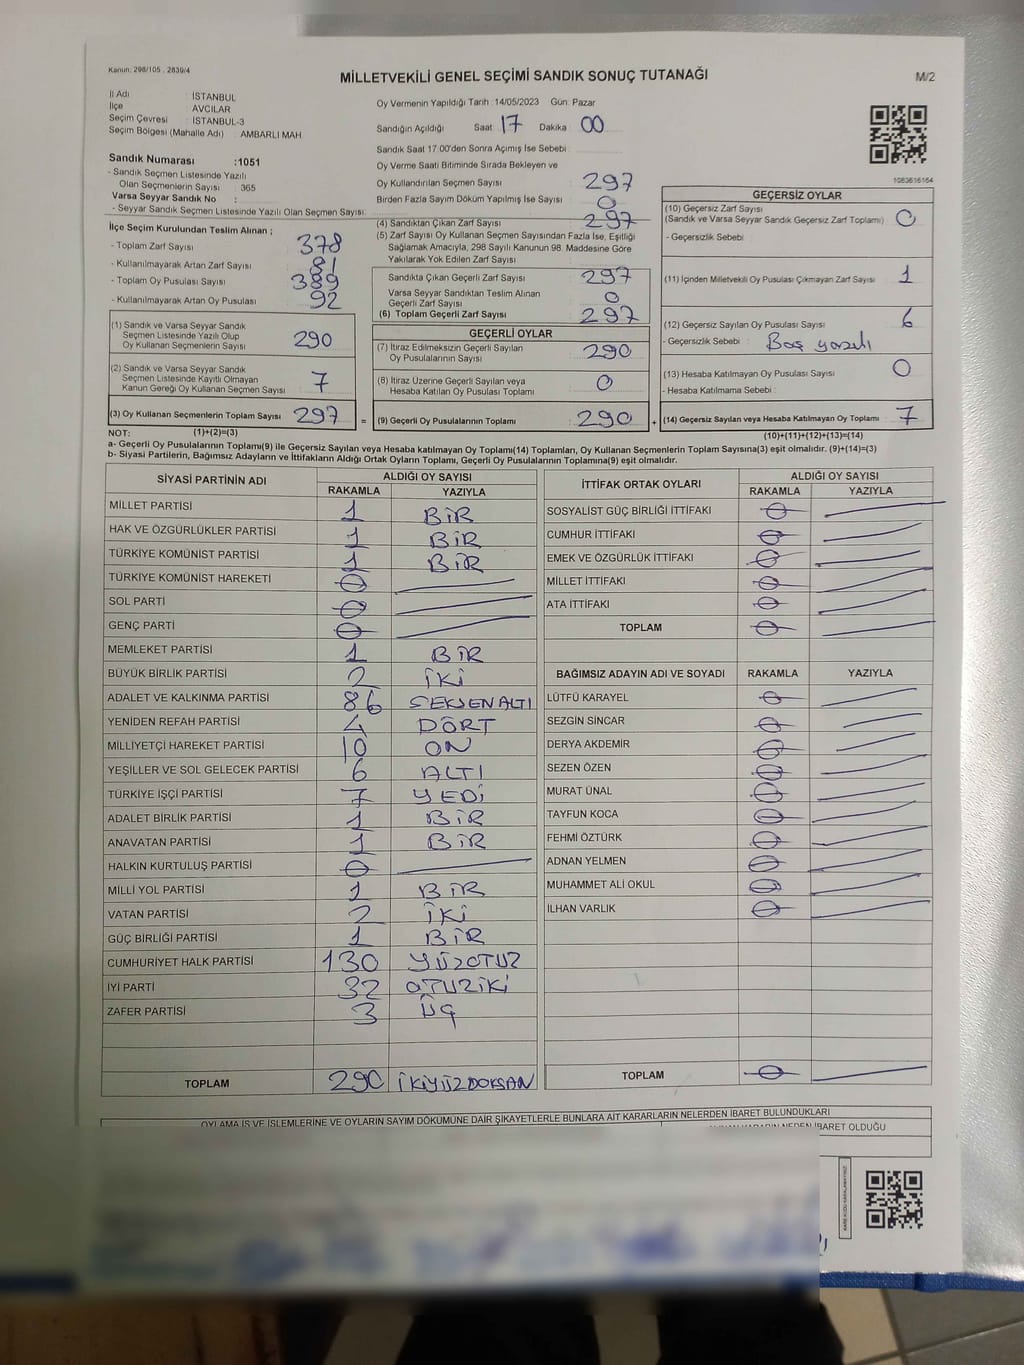 Kanun: 298/105 , 2839/4
MİLLETVEKİLİ GENEL SEÇİMİ SANDIK SONUÇ TUTANAĞI
M/2
İl Adı : İSTANBUL
İlçe AVCILAR
Seçim Çevresi : İSTANBUL-3
Seçim Bölgesi (Mahalle Adı) AMBARLI MAH.
Sandık Numarası :1051
- Sandık Seçmen Listesinde Yazılı
Olan Seçmenlerin Sayısı : 365
Varsa Seyyar Sandık No :
- Seyyar Sandık Seçmen Listesinde Yazılı Olan Seçmen Sayısı:
İlçe Seçim Kurulundan Teslim Alınan ;
- Toplam Zarf Sayısı 378
- Kullanılmayarak Artan Zarf Sayısı 81
- Toplam Oy Pusulası Sayısı 389
- Kullanılmayarak Artan Oy Pusulası 92
(1) Sandık ve Varsa Seyyar Sandık
Seçmen Listesinde Yazılı Olup
Oy Kullanan Seçmenlerin Sayısı 290
(2) Sandık ve Varsa Seyyar Sandık
Seçmen Listesinde Kayıtlı Olmayan
Kanun Gereği Oy Kullanan Seçmen Sayısı 7
(3) Oy Kullanan Seçmenlerin Toplam Sayısı 297
(1)+(2)=(3)
Oy Vermenin Yapıldığı Tarih :14/05/2023 Gün: Pazar
Sandığın Açıldığı Saat 17 Dakika 00
Sandık Saat 17 00'den Sonra Açımış İse Sebebi :
Oy Verme Saati Bitiminde Sırada Bekleyen ve
Oy Kullandırılan Seçmen Sayısı : 297
Birden Fazla Sayım Döküm Yapılmış İse Sayısı : 0
(4) Sandıktan Çıkan Zarf Sayısı : 297
(5) Zarf Sayısı Oy Kullanan Seçmen Sayısından Fazla İse, Eşitliği
Sağlamak Amacıyla, 298 Sayılı Kanunun 98. Maddesine Göre
Yakılarak Yok Edilen Zarf Sayısı :
Sandıkta Çıkan Geçerli Zarf Sayısı : 297
Varsa Seyyar Sandıktan Teslim Alınan
Geçerli Zarf Sayısı : 0
(6) Toplam Geçerli Zarf Sayısı : 297
GEÇERLİ OYLAR
(7) İtiraz Edilmeksizin Geçerli Sayılan
Oy Pusulalarının Sayısı : 290
(8) İtiraz Üzerine Geçerli Sayılan veya
Hesaba Katılan Oy Pusulaları Toplamı : 0
= (9) Geçerli Oy Pusulalarının Toplamı : 290 +
1083616164
GEÇERSİZ OYLAR
(10) Geçersiz Zarf Sayısı
(Sandık ve Varsa Seyyar Sandık Geçersiz Zarf Toplamı) : 0
- Geçersizlik Sebebi :
(11) İçinden Milletvekili Oy Pusulası Çıkmayan Zarf Sayısı : 1
(12) Geçersiz Sayılan Oy Pusulası Sayısı : 6
- Geçersizlik Sebebi : Boş yazılı
(13) Hesaba Katılmayan Oy Pusulası Sayısı : 0
- Hesaba Katılmama Sebebi :
(14) Geçersiz Sayılan veya Hesaba Katılmayan Oy Toplamı : 7
(10)+(11)+(12)+(13)=(14)
NOT:
a- Geçerli Oy Pusulalarının Toplamı(9) ile Geçersiz Sayılan veya Hesaba katılmayan Oy Toplamı(14) Toplamları, Oy Kullanan Seçmenlerin Toplam Sayısına(3) eşit olmalıdır. (9)+(14)=(3)
b- Siyasi Partilerin, Bağımsız Adayların ve İttifakların Aldığı Ortak Oyların Toplamı, Geçerli Oy Pusulasının Toplamına(9) eşit olmalıdır.
SİYASİ PARTİNİN ADI ALDIĞI OY SAYISI
RAKAMLA YAZIYLA
MİLLET PARTİSİ 1 BİR
HAK VE ÖZGÜRLÜKLER PARTİSİ 1 BİR
TÜRKİYE KOMÜNİST PARTİSİ 1 BİR
TÜRKİYE KOMÜNİST HAREKETİ 0
SOL PARTİ 0
GENÇ PARTİ 0
MEMLEKET PARTİSİ 1 BİR
BÜYÜK BİRLİK PARTİSİ 2 İKİ
ADALET VE KALKINMA PARTİSİ 86 SEKSENALTI
YENİDEN REFAH PARTİSİ 4 DÖRT
MİLLİYETÇİ HAREKET PARTİSİ 10 ON
YEŞİLLER VE SOL GELECEK PARTİSİ 6 ALTI
TÜRKİYE İŞÇİ PARTİSİ 7 YEDİ
ADALET BİRLİK PARTİSİ 1 BİR
ANAVATAN PARTİSİ 1 BİR
HALKIN KURTULUŞ PARTİSİ 0
MİLLİ YOL PARTİSİ 1 BİR
VATAN PARTİSİ 2 İKİ
GÜÇ BİRLİĞİ PARTİSİ 1 BİR
CUMHURİYET HALK PARTİSİ 130 YÜZOTUZ
İYİ PARTİ 32 OTUZİKİ
ZAFER PARTİSİ 3 ÜÇ
TOPLAM 290 İKİYÜZDOKSAN
İTTİFAK ORTAK OYLARI ALDIĞI OY SAYISI
RAKAMLA YAZIYLA
SOSYALİST GÜÇ BİRLİĞİ İTTİFAKI 0
CUMHUR İTTİFAKI 0
EMEK VE ÖZGÜRLÜK İTTİFAKI 0
MİLLET İTTİFAKI 0
ATA İTTİFAKI 0
TOPLAM 0
BAĞIMSIZ ADAYIN ADI VE SOYADI RAKAMLA YAZIYLA
LÜTFÜ KARAYEL 0
SEZGİN SİNCAR 0
DERYA AKDEMİR 0
SEZEN ÖZEN 0
MURAT ÜNAL 0
TAYFUN KOCA 0
FEHMİ ÖZTÜRK 0
ADNAN YELMEN 0
MUHAMMET ALİ OKUL 0
İLHAN VARLIK 0
TOPLAM 0
OYLAMA İŞ VE İŞLEMLERİNE VE OYLARIN SAYIM DÖKÜMÜNE DAİR ŞİKAYETLERLE BUNLARA AİT KARARLARIN NELERDEN İBARET BULUNDUKLARI
İBARET OLDUĞU